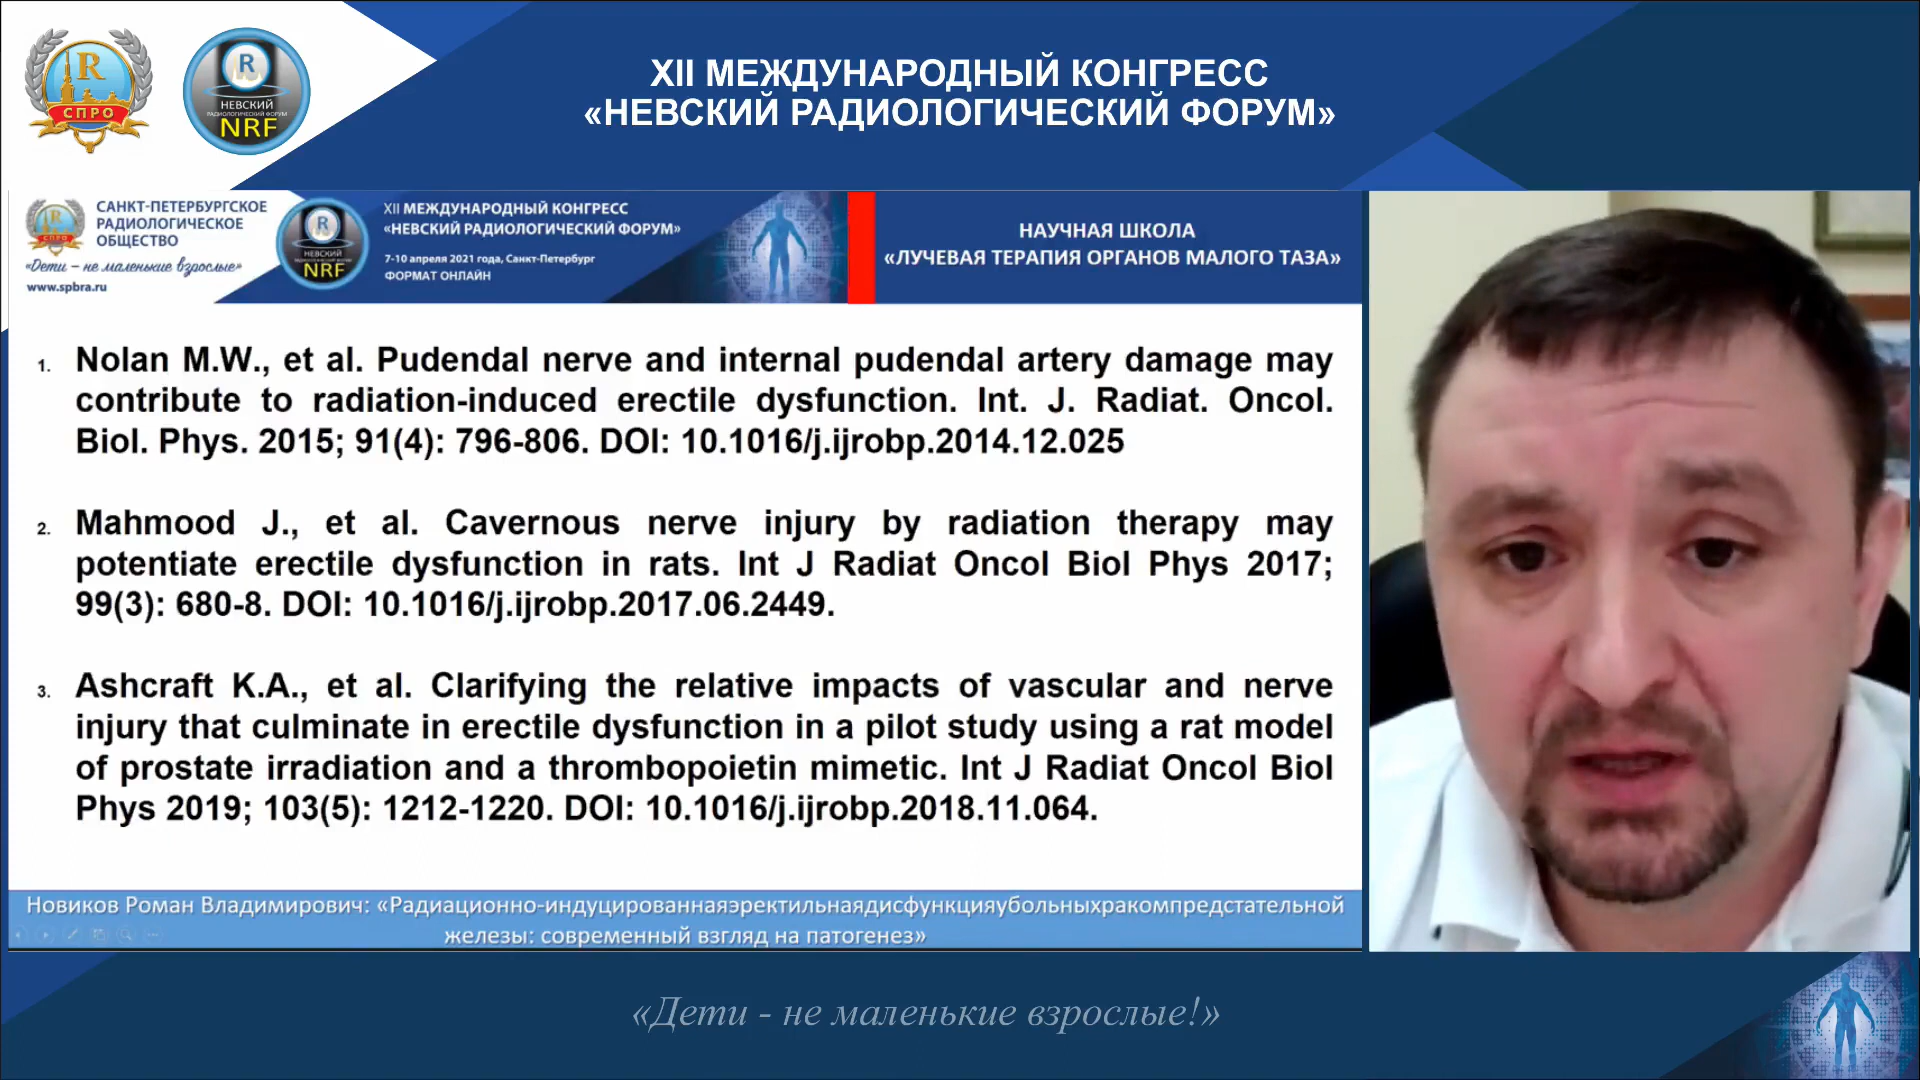 XII МЕЖДУНАРОДНЫЙ КОНГРЕСС
«НЕВСКИЙ РАДИОЛОГИЧЕСКИЙ ФОРУМ»
R
СПРО
R
НЕВСКИЙ
РАДИОЛОГИЧЕСКИЙ ФОРУМ
NRF
СПРО
САНКТ-ПЕТЕРБУРГСКОЕ
РАДИОЛОГИЧЕСКОЕ
ОБЩЕСТВО
«Дети – не маленькие взрослые»
www.spbra.ru
R
НЕВСКИЙ
NRF
XII МЕЖДУНАРОДНЫЙ КОНГРЕСС
«НЕВСКИЙ РАДИОЛОГИЧЕСКИЙ ФОРУМ»
7-10 апреля 2021 года, Санкт-Петербург
ФОРМАТ ОНЛАЙН
НАУЧНАЯ ШКОЛА
«ЛУЧЕВАЯ ТЕРАПИЯ ОРГАНОВ МАЛОГО ТАЗА»
1. Nolan M.W., et al. Pudendal nerve and internal pudendal artery damage may
contribute to radiation-induced erectile dysfunction. Int. J. Radiat. Oncol.
Biol. Phys. 2015; 91(4): 796-806. DOI: 10.1016/j.ijrobp.2014.12.025
2. Mahmood J., et al. Cavernous nerve injury by radiation therapy may
potentiate erectile dysfunction in rats. Int J Radiat Oncol Biol Phys 2017;
99(3): 680-8. DOI: 10.1016/j.ijrobp.2017.06.2449.
3. Ashcraft K.A., et al. Clarifying the relative impacts of vascular and nerve
injury that culminate in erectile dysfunction in a pilot study using a rat model
of prostate irradiation and a thrombopoietin mimetic. Int J Radiat Oncol Biol
Phys 2019; 103(5): 1212-1220. DOI: 10.1016/j.ijrobp.2018.11.064.
Новиков Роман Владимирович: «Радиационно-индуцированнаяэректильнаядисфункцияубольныхракомпредстательной
железы: современный взгляд на патогенез»
«Дети - не маленькие взрослые!»